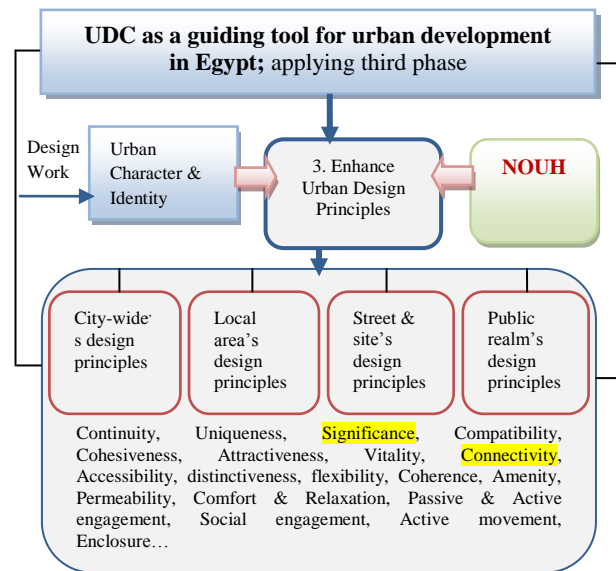 UDC as a guiding tool for urban development
in Egypt; applying third phase
Design
Work
Urban
Character &
Identity
3. Enhance
Urban Design
Principles
NOUH
City-wide'
s design
principles
Local
area's
design
principles
Street &
site's
design
principles
Public
realm's
design
principles
Continuity, Uniqueness, Significance, Compatibility,
Cohesiveness, Attractiveness, Vitality, Connectivity,
Accessibility, distinctiveness, flexibility, Coherence, Amenity,
Permeability, Comfort & Relaxation, Passive & Active
engagement, Social engagement, Active movement,
Enclosure…